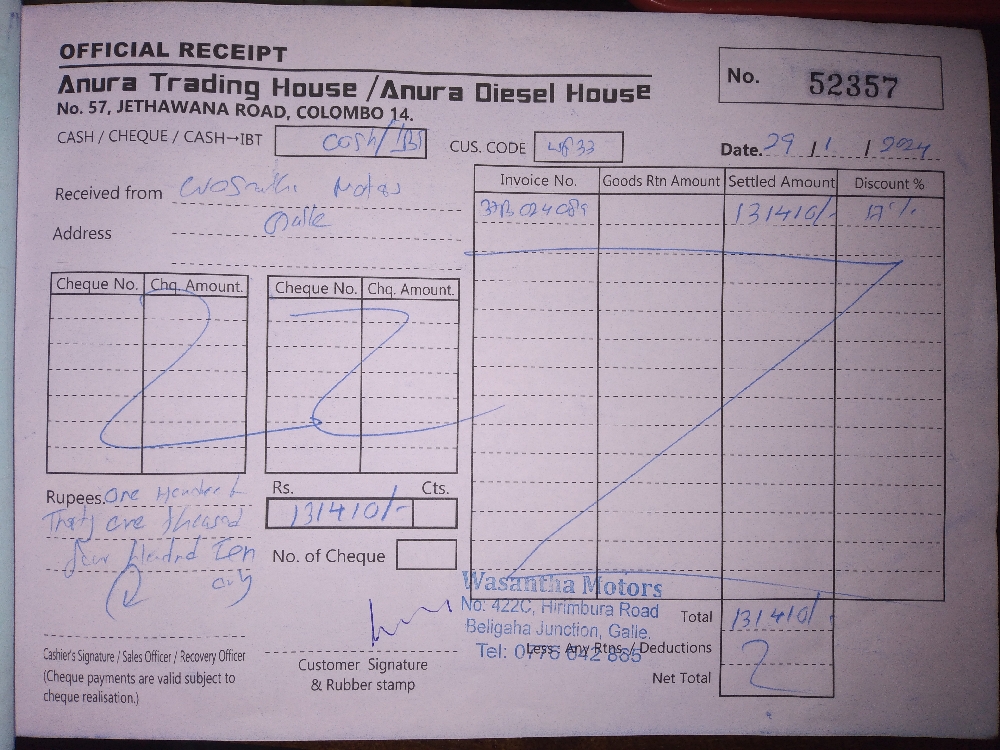 OFFICIAL RECEIPT
Anura Trading House /Anura Diesel House
No. 57, JETHAWANA ROAD, COLOMBO 14.
No. 52357
CASH / CHEQUE / CASH→IBT cash/IBT
CUS. CODE
Date. 29 / 1 / 2024
Received from
Address Galle
Invoice No. Goods Rtn Amount Settled Amount Discount %
131410/- 17%
Cheque No. Chq. Amount. Cheque No. Chq. Amount.
Rupees. One Hundred
Thirty one thousand
four hundred Ten
only
Rs. Cts.
131410/-
No. of Cheque
Wasantha Motors
No: 422C, Hirimbura Road
Beligaha Junction, Galle.
Tel: 0776 642 885
Total 131410/-
Less Any Rtns / Deductions
Net Total
Cashier's Signature / Sales Officer / Recovery Officer
(Cheque payments are valid subject to
cheque realisation.)
Customer Signature
& Rubber stamp